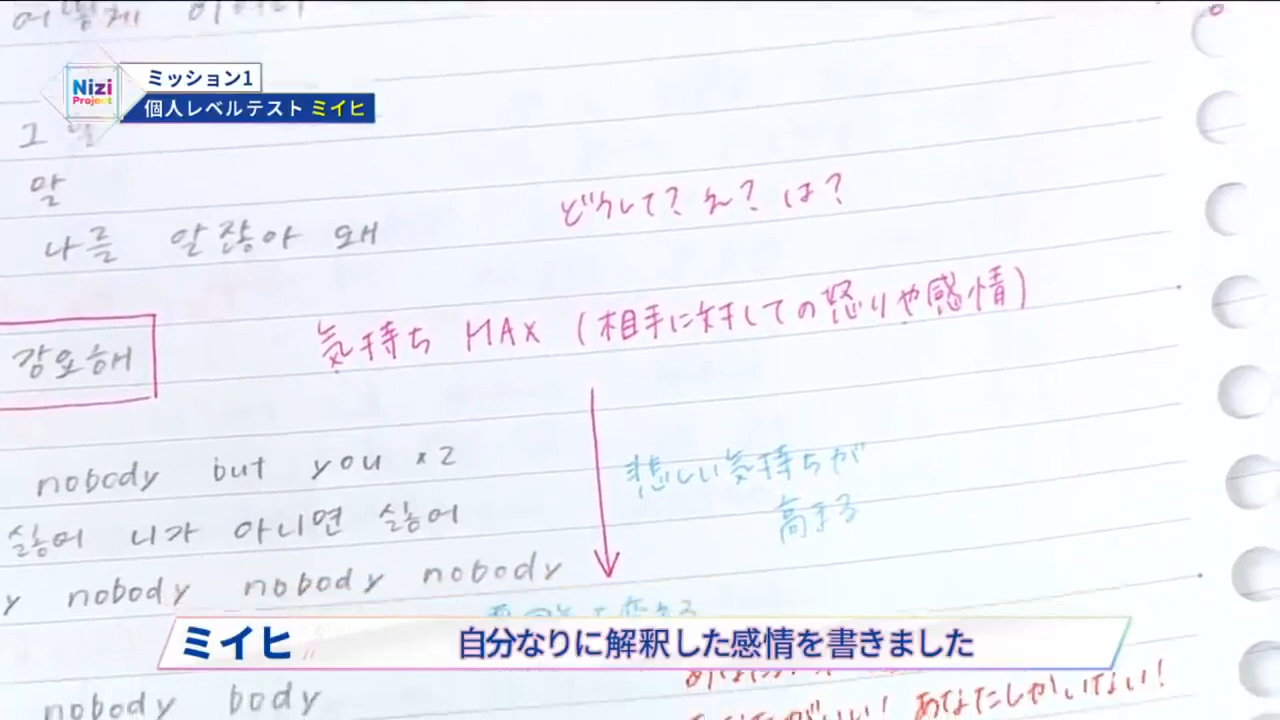 Nizi
Project
ミッション1
個人レベルテスト ミイヒ
알
나를 알잖아 왜
どうして? え? は?
気持ち MAX (相手に対しての怒りや感情)
강요해
nobody but you ×2
悲しい気持ちが
高まる
싫어 니가 아니면 싫어
nobody nobody nobody
ミイヒ
自分なりに解釈した感情を書きました
nobody body
あなたしかいない!